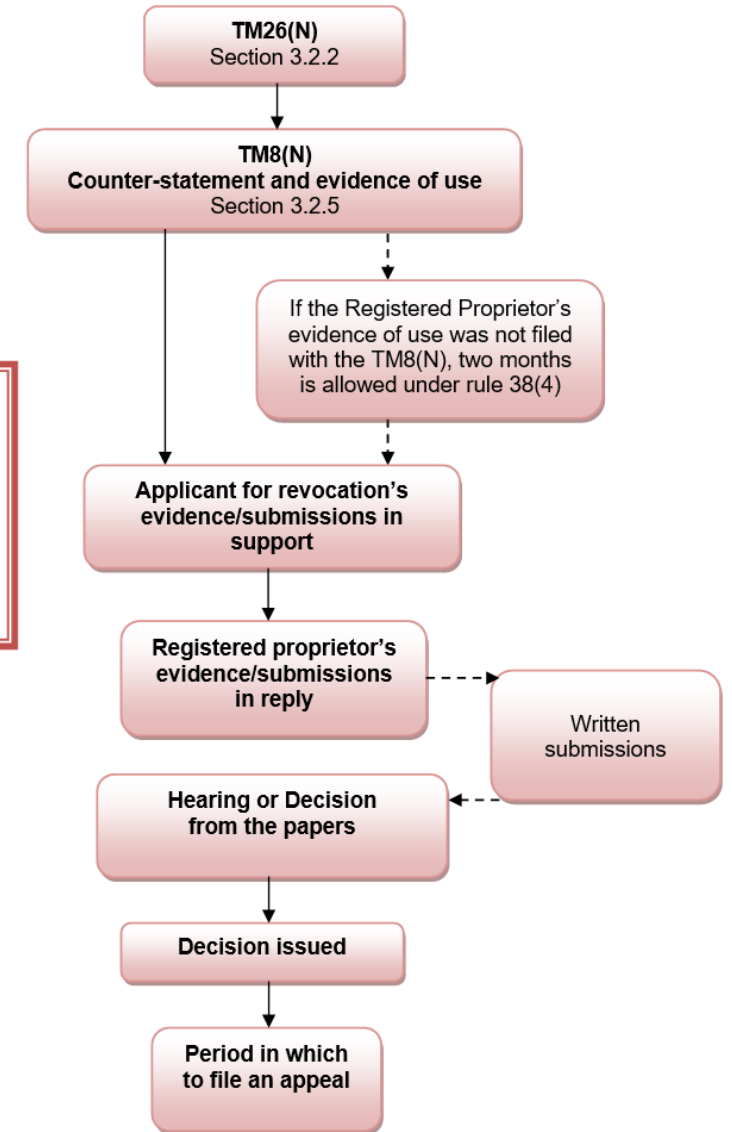 TM26(N)
Section 3.2.2
TM8(N)
Counter-statement and evidence of use
Section 3.2.5
If the Registered Proprietor’s
evidence of use was not filed
with the TM8(N), two months
is allowed under rule 38(4)
Applicant for revocation’s
evidence/submissions in
support
Registered proprietor’s
evidence/submissions
in reply
Written
submissions
Hearing or Decision
from the papers
Decision issued
Period in which
to file an appeal